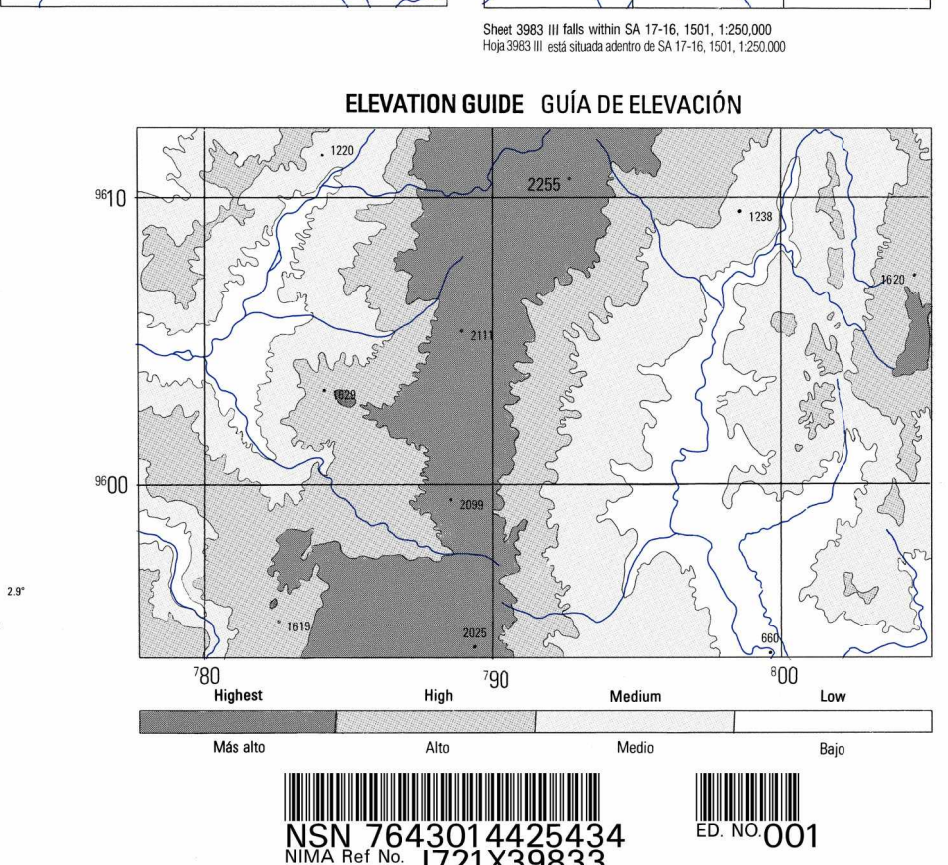 Sheet 3983 III falls within SA 17-16, 1501, 1:250,000
Hoja 3983 III está situada adentro de SA 17-16, 1501, 1:250.000
ELEVATION GUIDE GUÍA DE ELEVACIÓN
1220
2255
9610
1238
1620
2111
1629
9600
2099
2.9°
1619
2025
660
780 790 800
Highest High Medium Low
Más alto Alto Medio Bajo
NSN 7643014425434
ED. NO. 001
NIMA Ref No. J721X39833